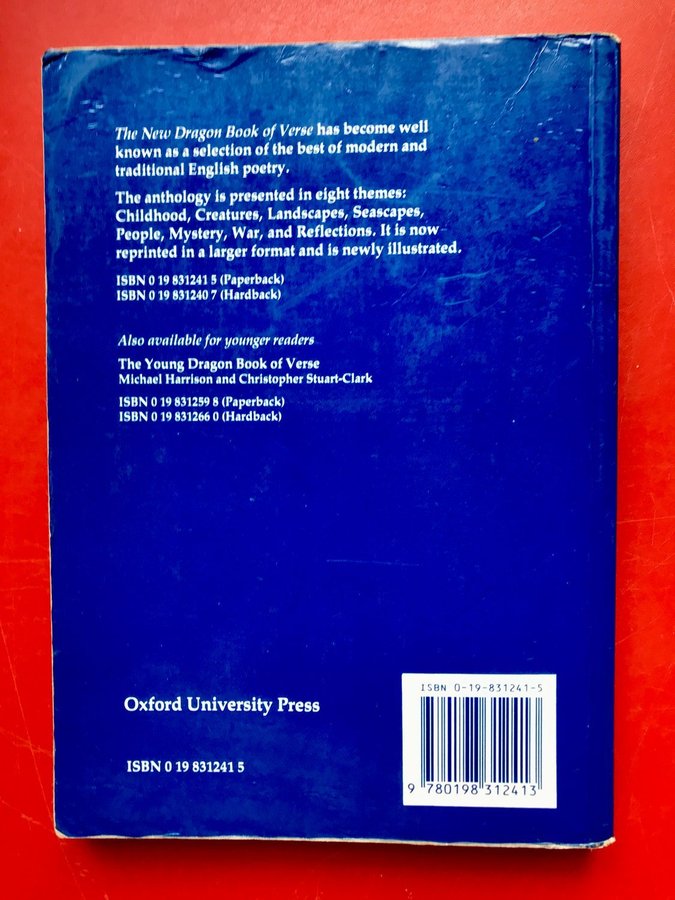 The New Dragon Book of Verse has become well
known as a selection of the best of modern and
traditional English poetry.
The anthology is presented in eight themes:
Childhood, Creatures, Landscapes, Seascapes,
People, Mystery, War, and Reflections. It is now
reprinted in a larger format and is newly illustrated.
ISBN 0 19 831241 5 (Paperback)
ISBN 0 19 831240 7 (Hardback)
Also available for younger readers
The Young Dragon Book of Verse
Michael Harrison and Christopher Stuart-Clark
ISBN 0 19 831259 8 (Paperback)
ISBN 0 19 831266 0 (Hardback)
Oxford University Press
ISBN 0 19 831241 5
ISBN 0-19-831241-5
9 780198 312413